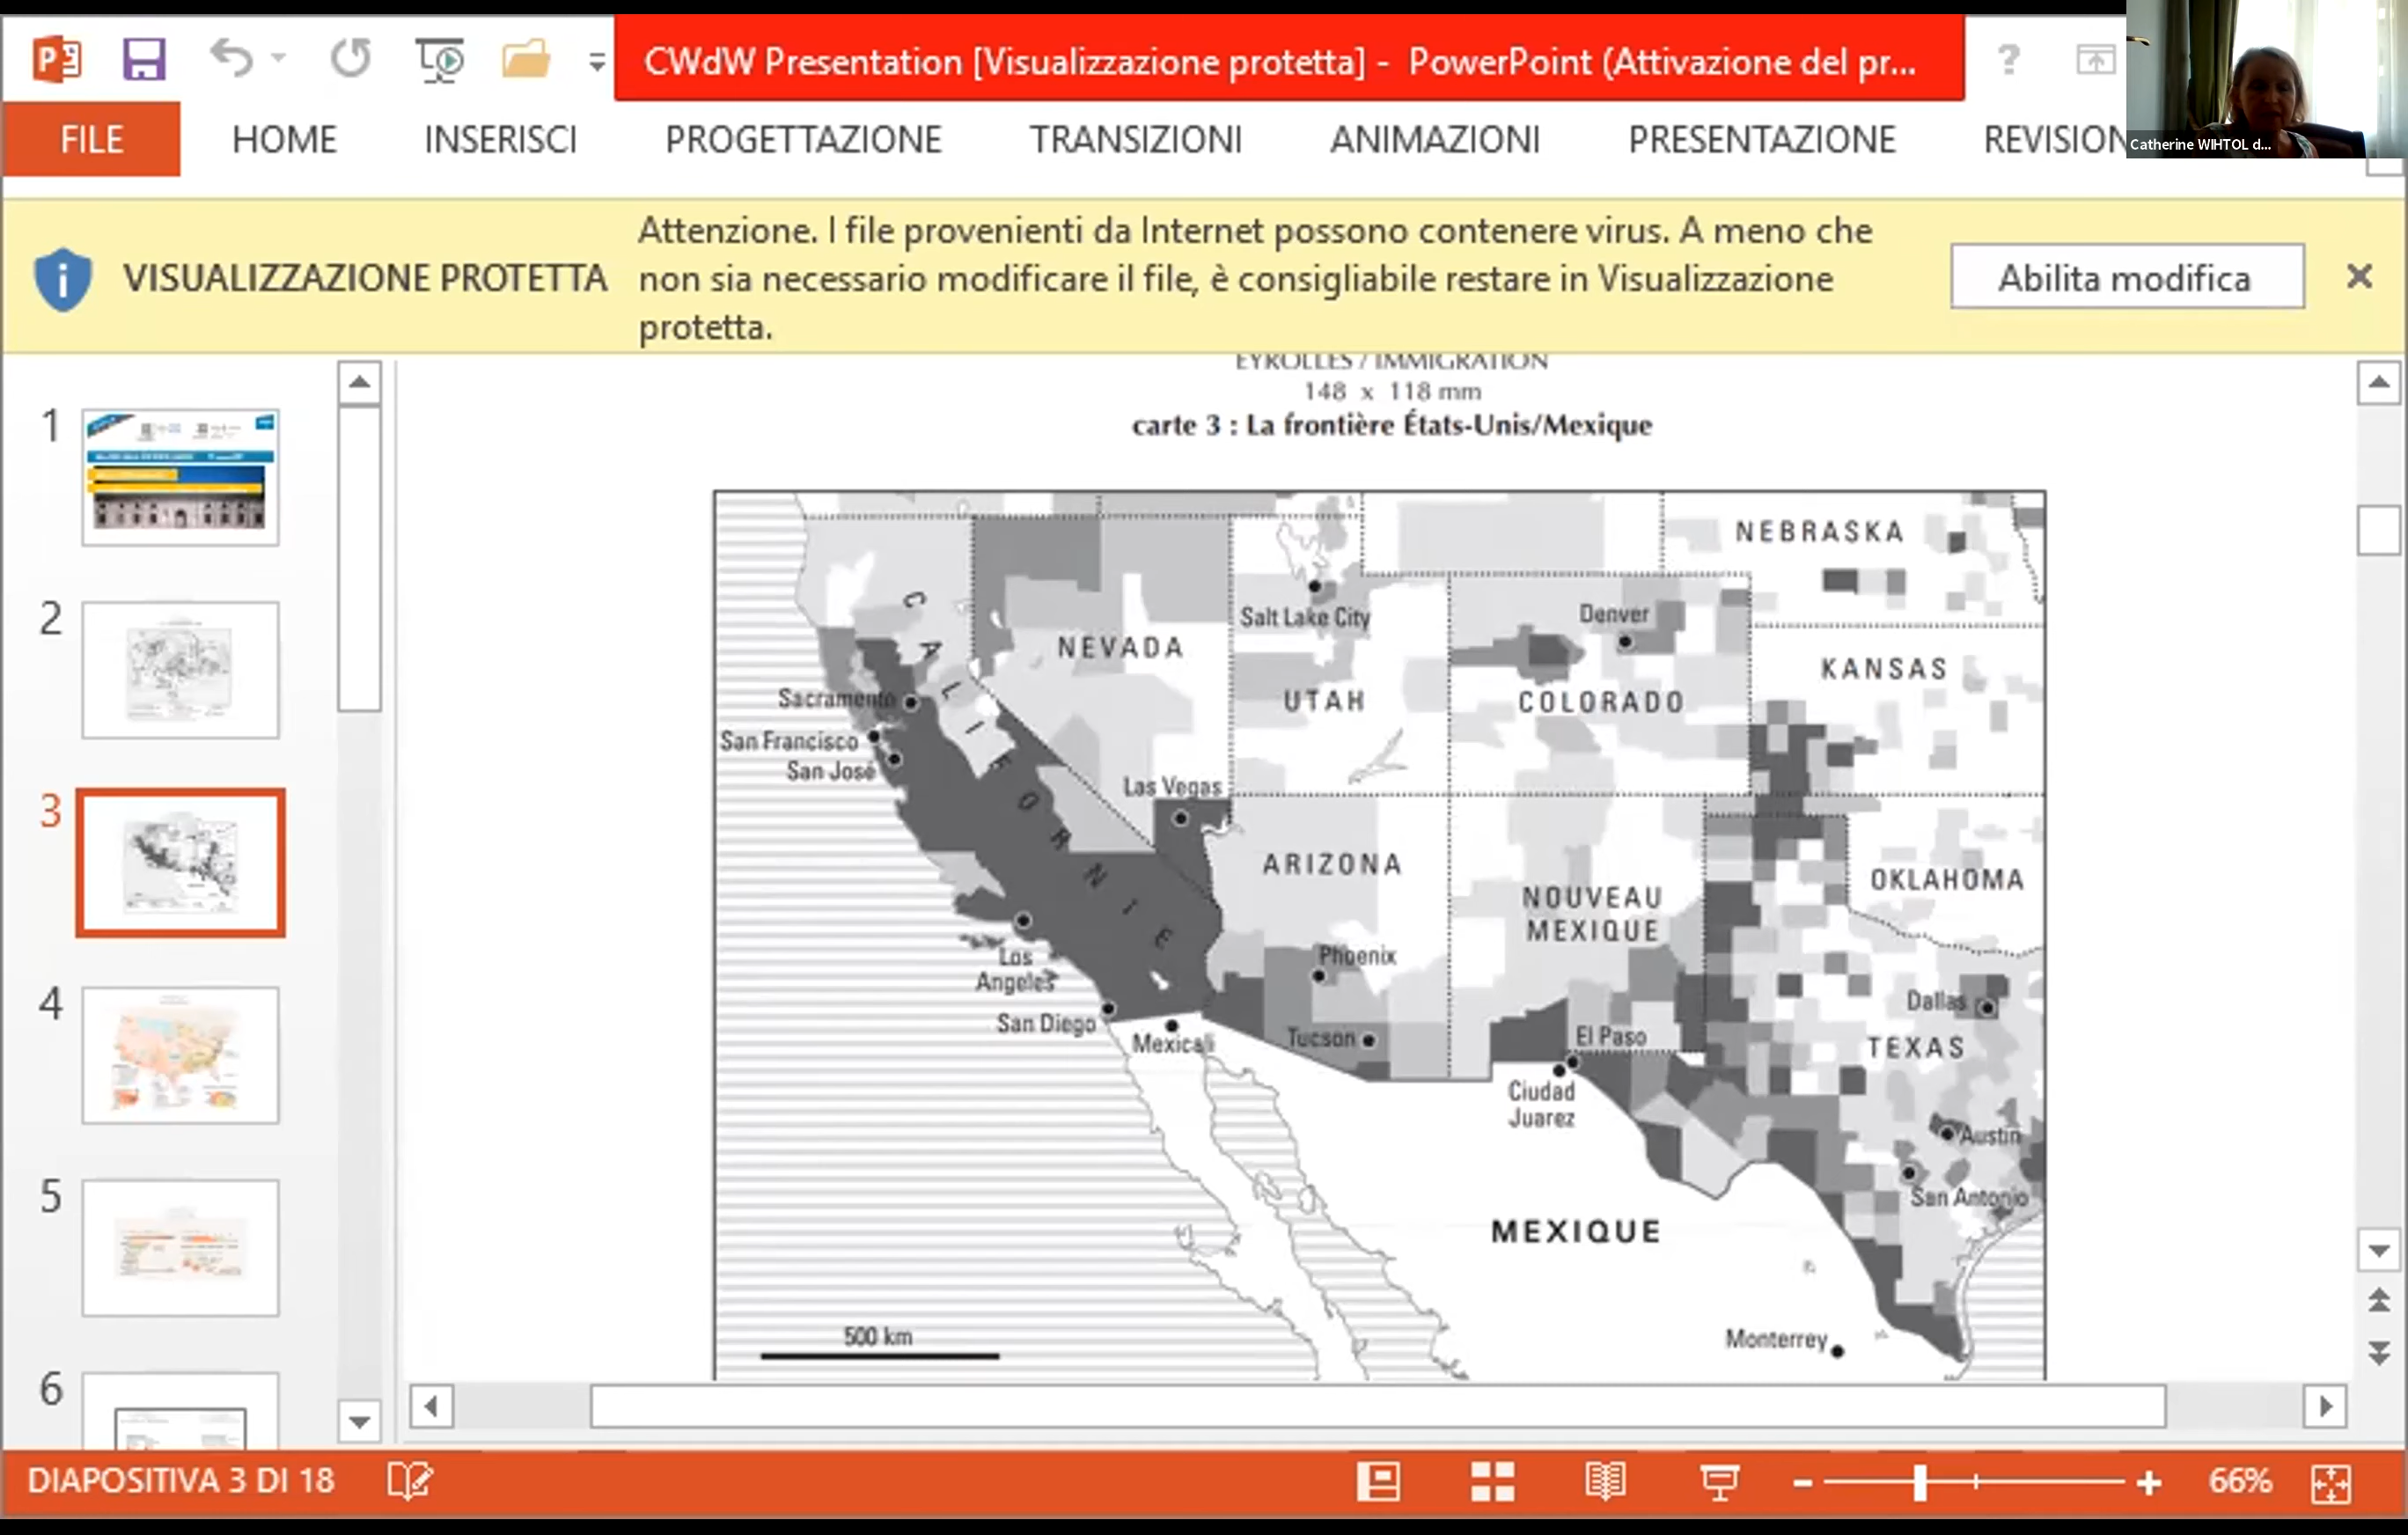 CWdW Presentation [Visualizzazione protetta] - PowerPoint (Attivazione del pr...
?
FILE
HOME
INSERISCI
PROGETTAZIONE
TRANSIZIONI
ANIMAZIONI
PRESENTAZIONE
REVISION
Catherine WIHTOL d...
VISUALIZZAZIONE PROTETTA
Attenzione. I file provenienti da Internet possono contenere virus. A meno che
non sia necessario modificare il file, è consigliabile restare in Visualizzazione
protetta.
Abilita modifica
1
2
3
4
5
6
EYROLLES / IMMIGRATION
148 x 118 mm
carte 3 : La frontière États-Unis/Mexique
NEBRASKA
Salt Lake City
Denver
NEVADA
KANSAS
Sacramento
UTAH
COLORADO
San Francisco
San José
CALIFORNIE
Las Vegas
ARIZONA
NOUVEAU
MEXIQUE
OKLAHOMA
Phoenix
Los
Angeles
Dallas
San Diego
Mexicali
Tucson
El Paso
TEXAS
Ciudad
Juarez
Austin
San Antonio
MEXIQUE
500 km
Monterrey
DIAPOSITIVA 3 DI 18
66%